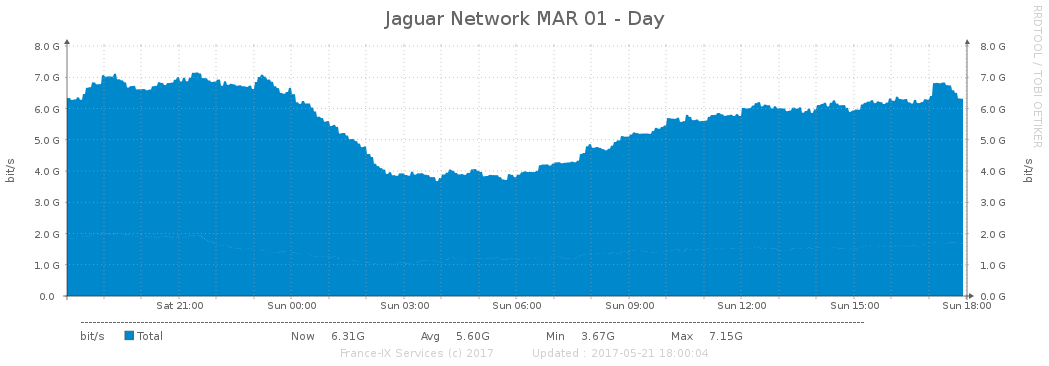 Jaguar Network MAR 01 - Day
RRDTOOL / TOBI OETIKER
bit/s
bit/s
8.0 G 8.0 G
7.0 G 7.0 G
6.0 G 6.0 G
5.0 G 5.0 G
4.0 G 4.0 G
3.0 G 3.0 G
2.0 G 2.0 G
1.0 G 1.0 G
0.0 0.0 G
Sat 21:00 Sun 00:00 Sun 03:00 Sun 06:00 Sun 09:00 Sun 12:00 Sun 15:00 Sun 18:00
bit/s Total Now 6.31G Avg 5.60G Min 3.67G Max 7.15G
France-IX Services (c) 2017 Updated : 2017-05-21 18:00:04